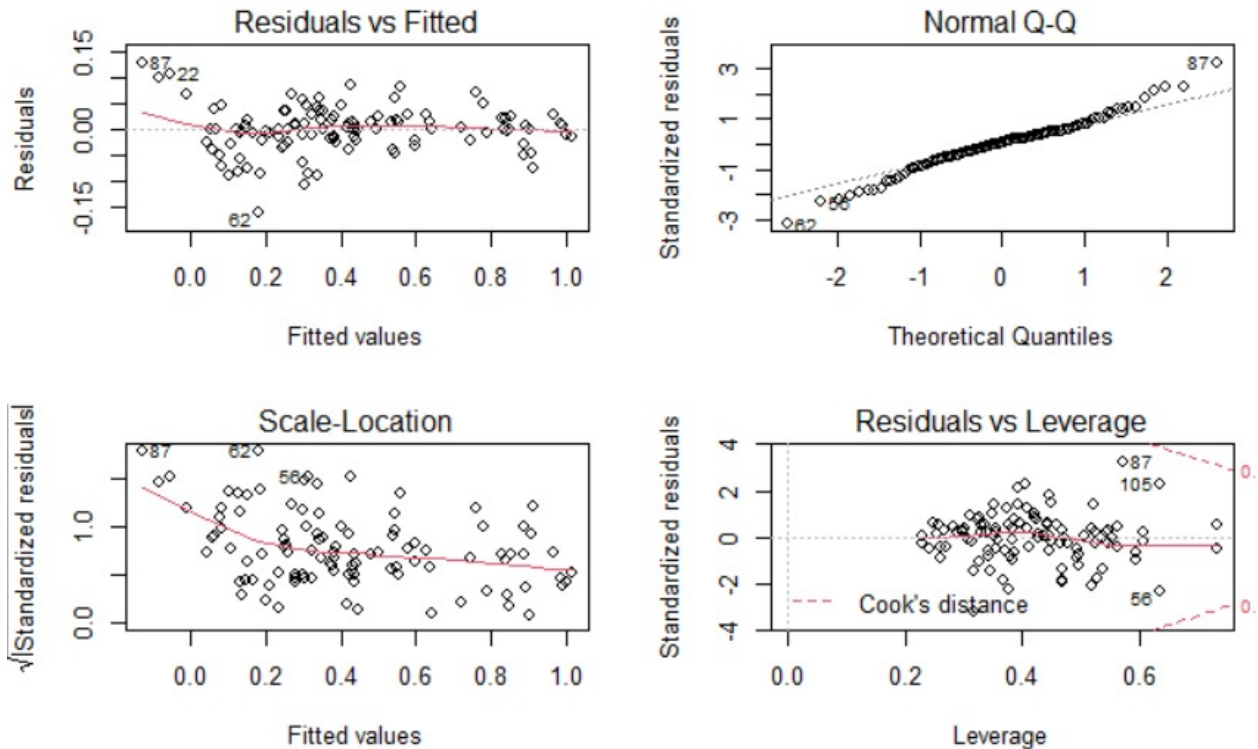 Residuals vs Fitted
Residuals
0.15
0.00
-0.15
87
22
62
0.0 0.2 0.4 0.6 0.8 1.0
Fitted values
Normal Q-Q
Standardized residuals
3
1
-1
-3
87
56
62
-2 -1 0 1 2
Theoretical Quantiles
Scale-Location
√|Standardized residuals|
1.0
0.0
87
62
56
0.0 0.2 0.4 0.6 0.8 1.0
Fitted values
Residuals vs Leverage
Standardized residuals
4
2
0
-2
-4
87
105
56
Cook's distance
0.0 0.2 0.4 0.6
Leverage